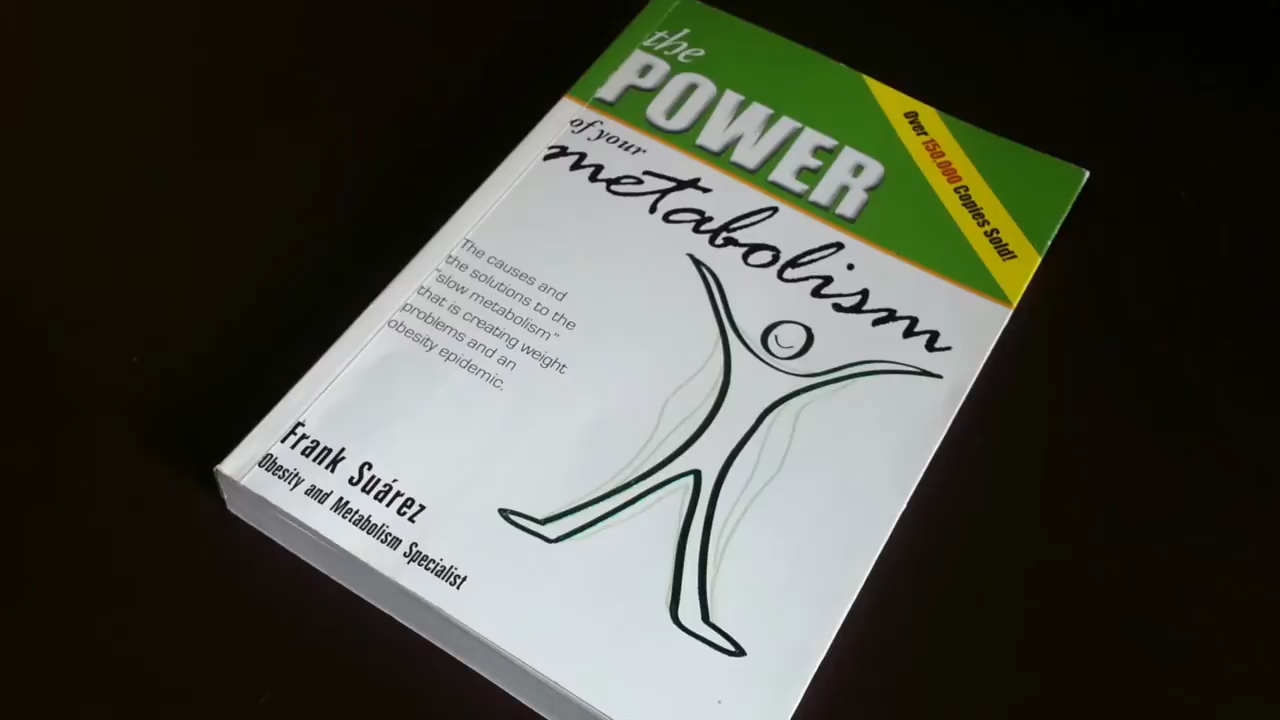 the
POWER
of your
metabolism
Over 150,000 Copies Sold!
The causes and
the solutions to the
"slow metabolism"
that is creating weight
problems and an
obesity epidemic.
Frank Suárez
Obesity and Metabolism Specialist